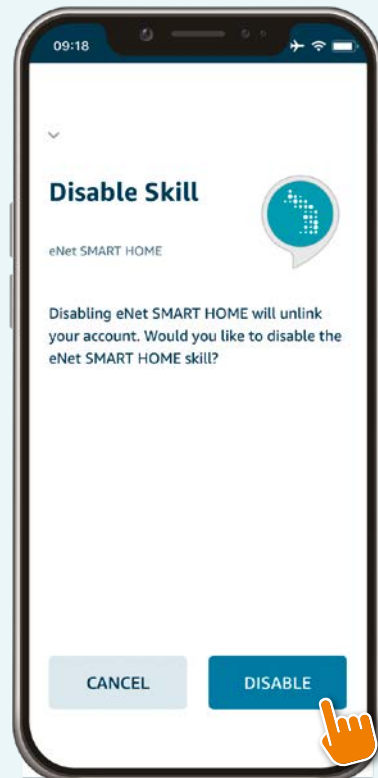 09:18
Disable Skill
eNet SMART HOME
Disabling eNet SMART HOME will unlink
your account. Would you like to disable the
eNet SMART HOME skill?
CANCEL
DISABLE